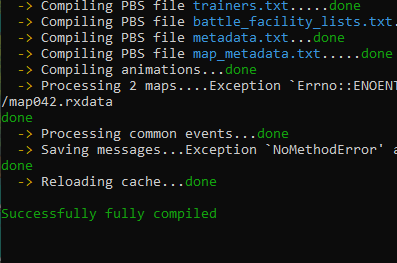 -> Compiling PBS file trainers.txt.....done
-> Compiling PBS file battle_facility_lists.txt.
-> Compiling PBS file metadata.txt.....done
-> Compiling PBS file map_metadata.txt.....done
-> Compiling animations...done
-> Processing 2 maps....Exception `Errno::ENOENT
/map042.rxdata
done
-> Processing common events...done
-> Saving messages...Exception `NoMethodError' a
done
-> Reloading cache...done
Successfully fully compiled